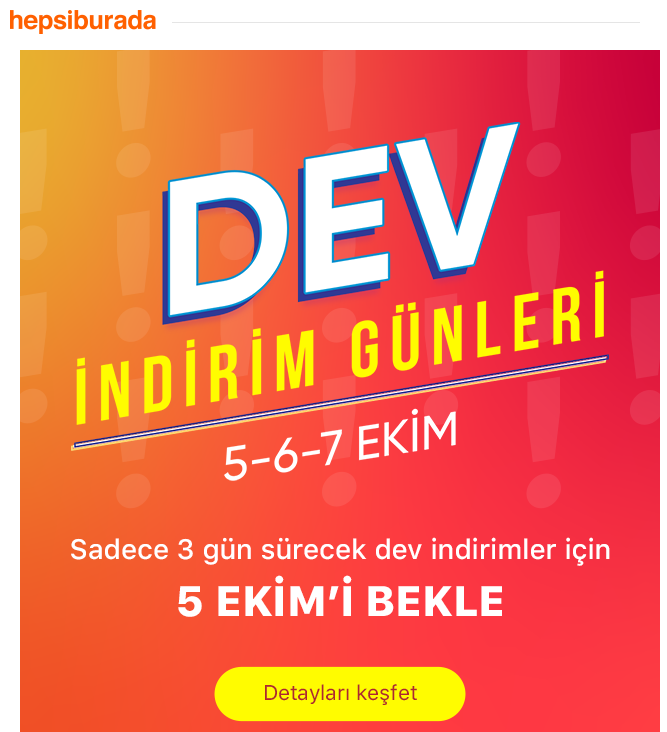 hepsiburada
DEV
İNDİRİM GÜNLERİ
5-6-7 EKİM
Sadece 3 gün sürecek dev indirimler için
5 EKİM'İ BEKLE
Detayları keşfet